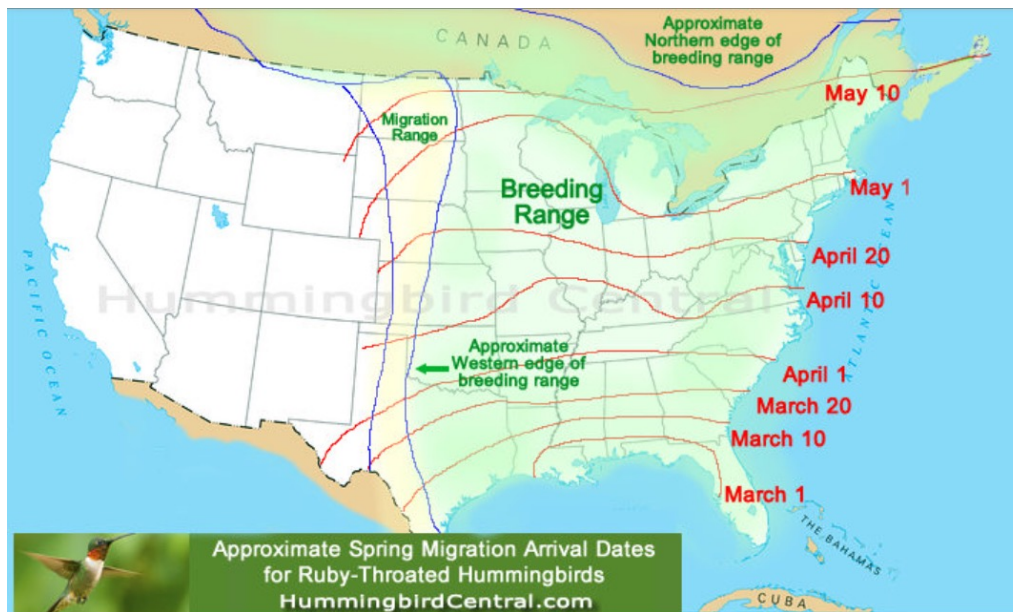 CANADA
Approximate
Northern edge of
breeding range
May 10
Migration
Range
Breeding
Range
May 1
April 20
Hummingbird Central
April 10
PACIFIC OCEAN
ATLANTIC OCEAN
Approximate
Western edge of
breeding range
April 1
March 20
March 10
March 1
THE BAHAMAS
CUBA
Approximate Spring Migration Arrival Dates
for Ruby-Throated Hummingbirds
HummingbirdCentral.com